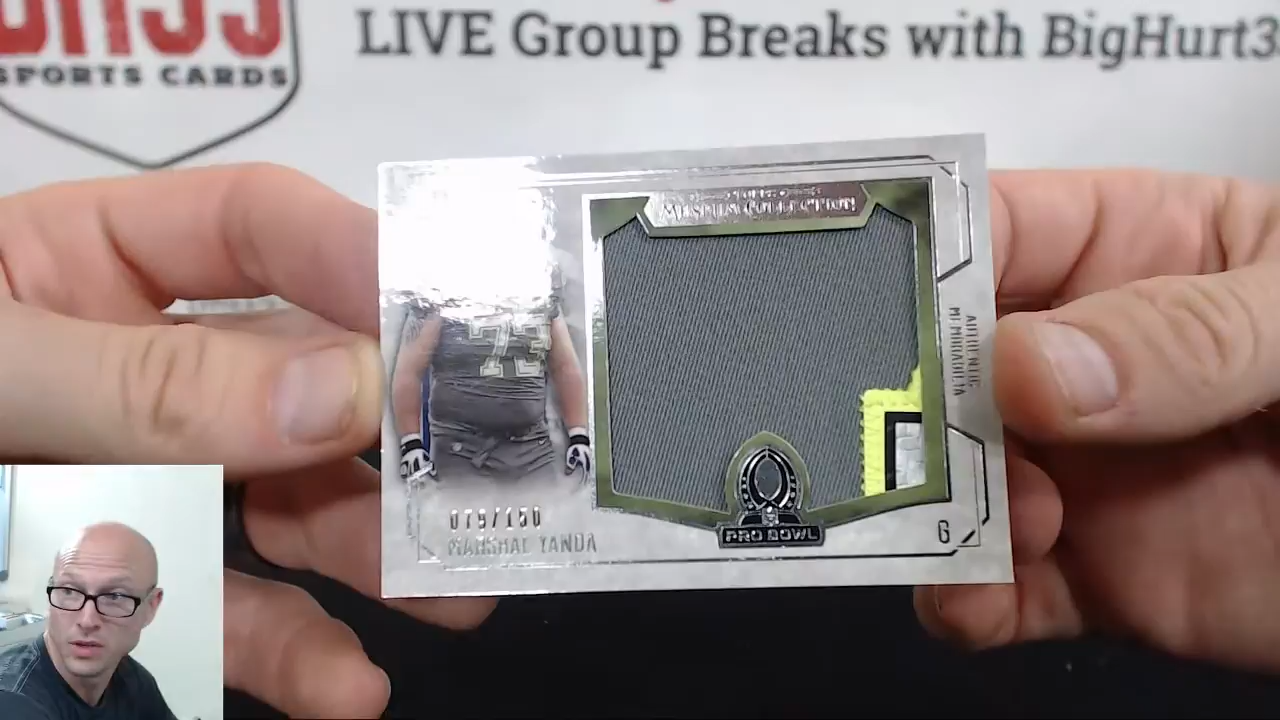 SPORTS CARDS
LIVE Group Breaks with BigHurt3
MUSEUM COLLECTION
73
AUTHENTIC
MEMORABILIA
079/150
MARSHAL YANDA
PRO BOWL
G